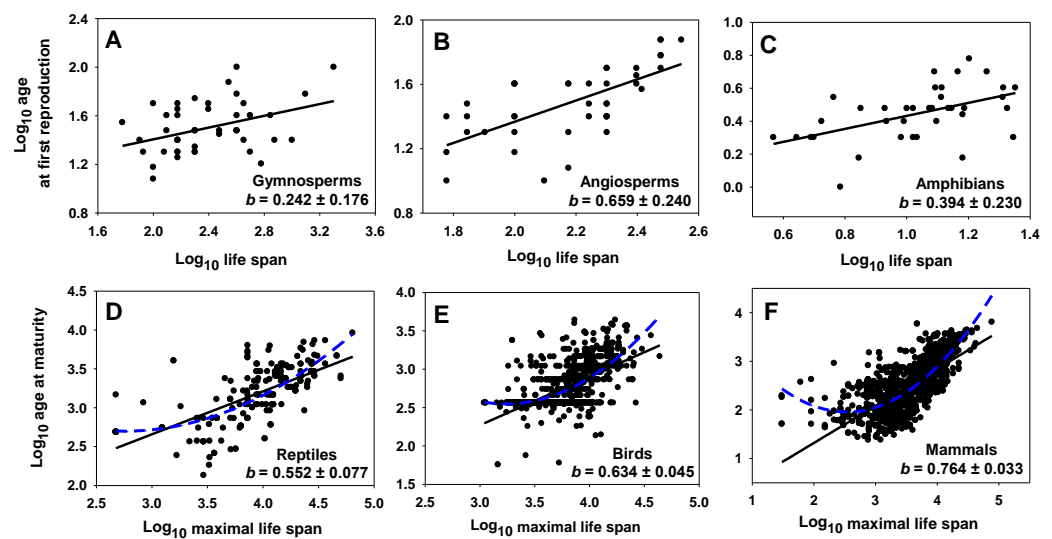 A
B
C
Log10 age
at first reproduction
2.4
2.0
1.6
1.2
0.8
Gymnosperms
b = 0.242 ± 0.176
1.6 2.0 2.4 2.8 3.2 3.6
Log10 life span
2.0
1.6
1.2
0.8
Angiosperms
b = 0.659 ± 0.240
1.6 1.8 2.0 2.2 2.4 2.6
Log10 life span
1.0
0.8
0.6
0.4
0.2
0.0
Amphibians
b = 0.394 ± 0.230
0.6 0.8 1.0 1.2 1.4
Log10 life span
D
E
F
Log10 age at maturity
4.5
4.0
3.5
3.0
2.5
2.0
Reptiles
b = 0.552 ± 0.077
2.5 3.0 3.5 4.0 4.5 5.0
Log10 maximal life span
4.0
3.5
3.0
2.5
2.0
1.5
Birds
b = 0.634 ± 0.045
2.5 3.0 3.5 4.0 4.5 5.0
Log10 maximal life span
4
3
2
1
Mammals
b = 0.764 ± 0.033
1 2 3 4 5
Log10 maximal life span